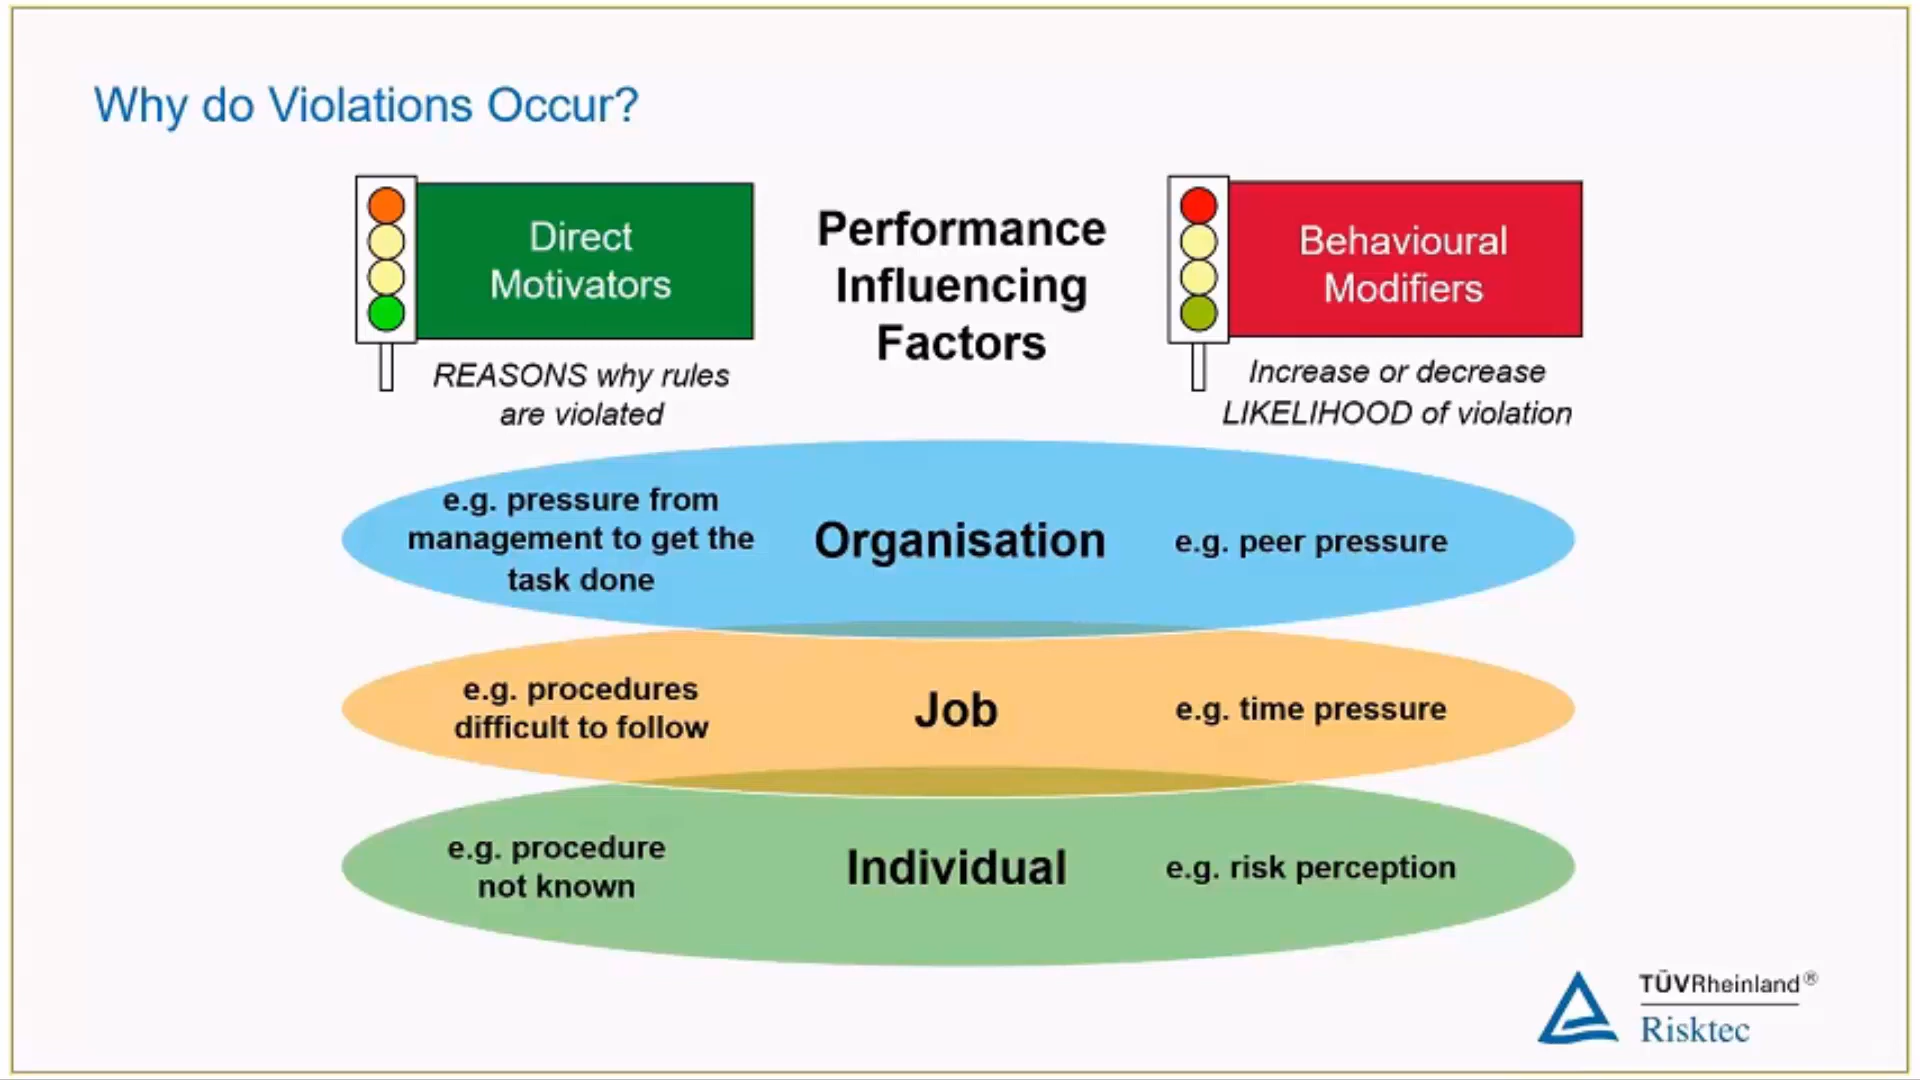 Why do Violations Occur?
Direct
Motivators
REASONS why rules
are violated
Performance
Influencing
Factors
Behavioural
Modifiers
Increase or decrease
LIKELIHOOD of violation
e.g. pressure from
management to get the
task done
Organisation
e.g. peer pressure
e.g. procedures
difficult to follow
Job
e.g. time pressure
e.g. procedure
not known
Individual
e.g. risk perception
TÜVRheinland®
Risktec